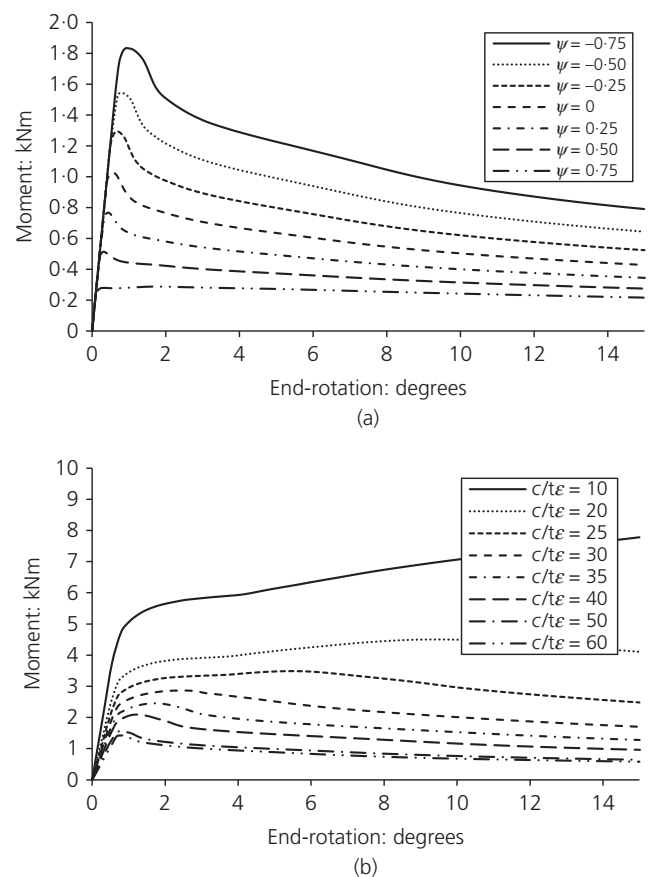 2·0
1·8
1·6
1·4
1·2
1·0
0·8
0·6
0·4
0·2
0
Moment: kNm
ψ = –0·75
ψ = –0·50
ψ = –0·25
ψ = 0
ψ = 0·25
ψ = 0·50
ψ = 0·75
0 2 4 6 8 10 12 14
End-rotation: degrees
(a)
10
9
8
7
6
5
4
3
2
1
0
Moment: kNm
c/tε = 10
c/tε = 20
c/tε = 25
c/tε = 30
c/tε = 35
c/tε = 40
c/tε = 50
c/tε = 60
0 2 4 6 8 10 12 14
End-rotation: degrees
(b)